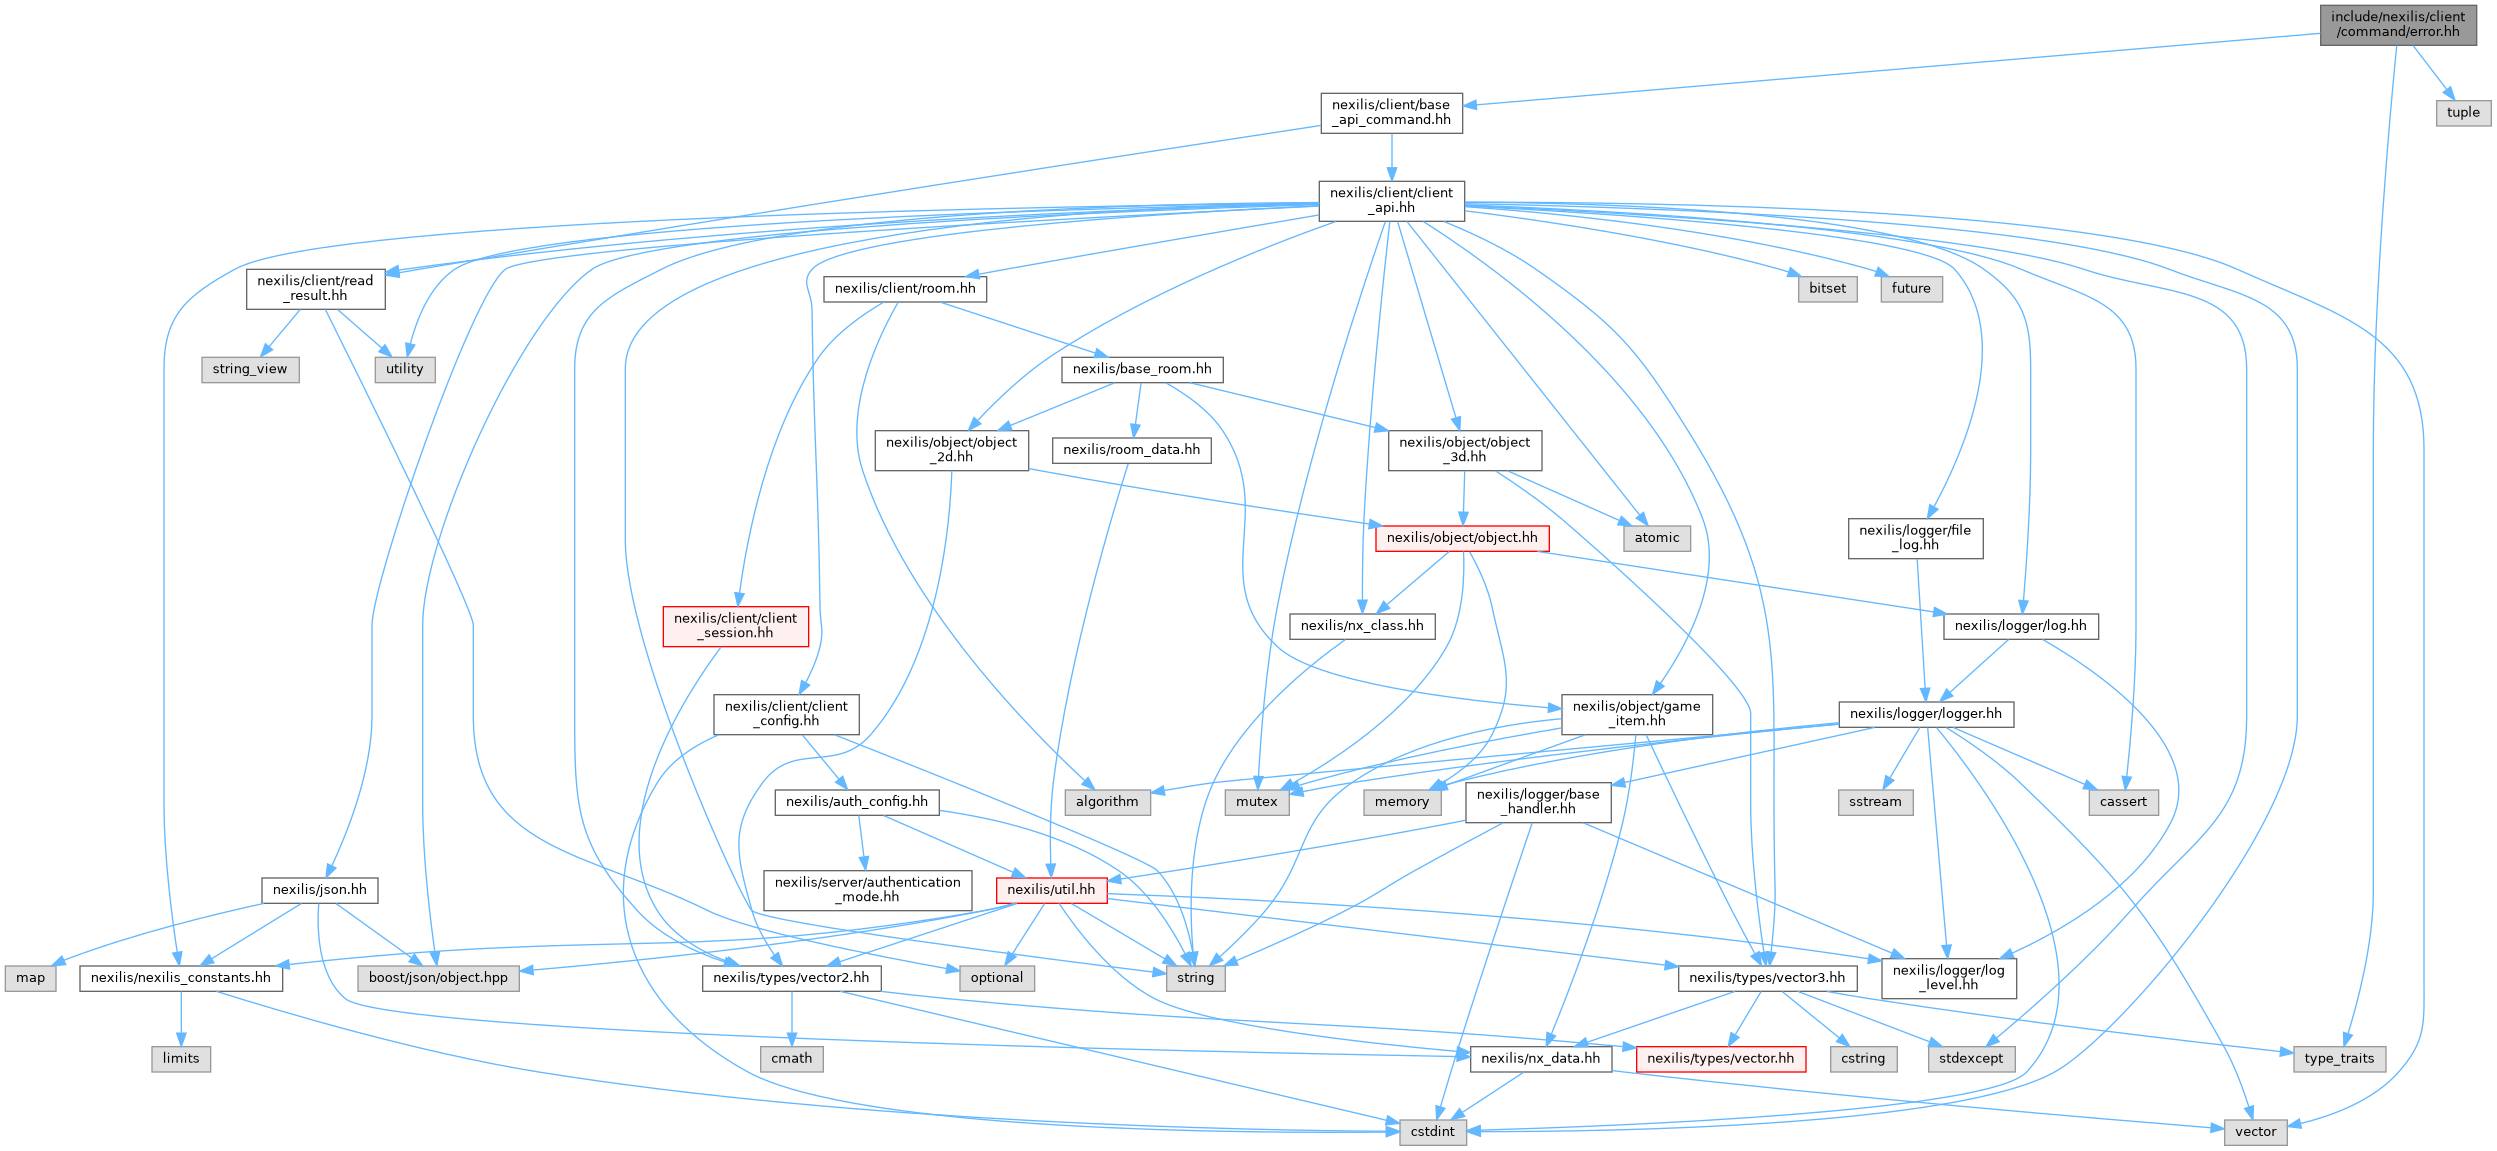 include/nexilis/client
/command/error.hh
nexilis/client/base
_api_command.hh
tuple
nexilis/client/client
_api.hh
nexilis/client/read
_result.hh
nexilis/client/room.hh
bitset
future
string_view
utility
nexilis/base_room.hh
nexilis/object/object
_2d.hh
nexilis/room_data.hh
nexilis/object/object
_3d.hh
nexilis/object/object.hh
atomic
nexilis/logger/file
_log.hh
nexilis/client/client
_session.hh
nexilis/nx_class.hh
nexilis/logger/log.hh
nexilis/client/client
_config.hh
nexilis/object/game
_item.hh
nexilis/logger/logger.hh
nexilis/auth_config.hh
algorithm
mutex
memory
nexilis/logger/base
_handler.hh
sstream
cassert
nexilis/json.hh
nexilis/server/authentication
_mode.hh
nexilis/util.hh
map
nexilis/nexilis_constants.hh
boost/json/object.hpp
nexilis/types/vector2.hh
optional
string
nexilis/types/vector3.hh
nexilis/logger/log
_level.hh
limits
cmath
nexilis/nx_data.hh
nexilis/types/vector.hh
cstring
stdexcept
type_traits
cstdint
vector